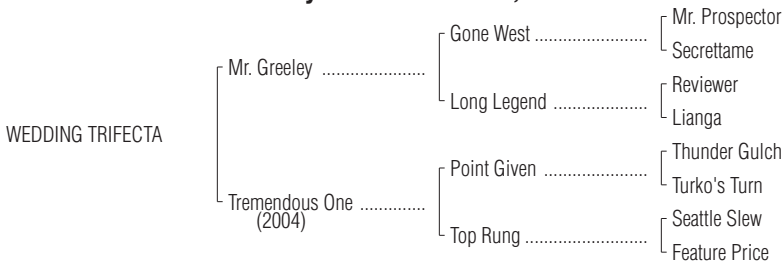 Mr. Prospector
Gone West ........................
Secrettame
Mr. Greeley ......................
Reviewer
Long Legend ....................
Lianga
WEDDING TRIFECTA
Thunder Gulch
Point Given ......................
Turko's Turn
Tremendous One ..............
(2004)
Seattle Slew
Top Rung ..........................
Feature Price